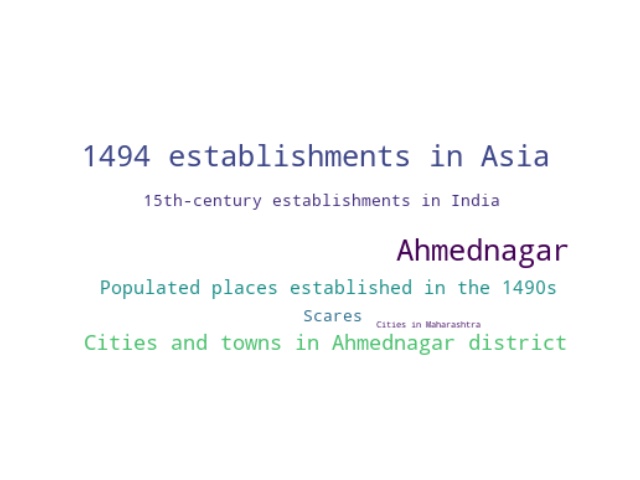 1494 establishments in Asia
15th-century establishments in India
Ahmednagar
Populated places established in the 1490s
Scares
Cities in Maharashtra
Cities and towns in Ahmednagar district